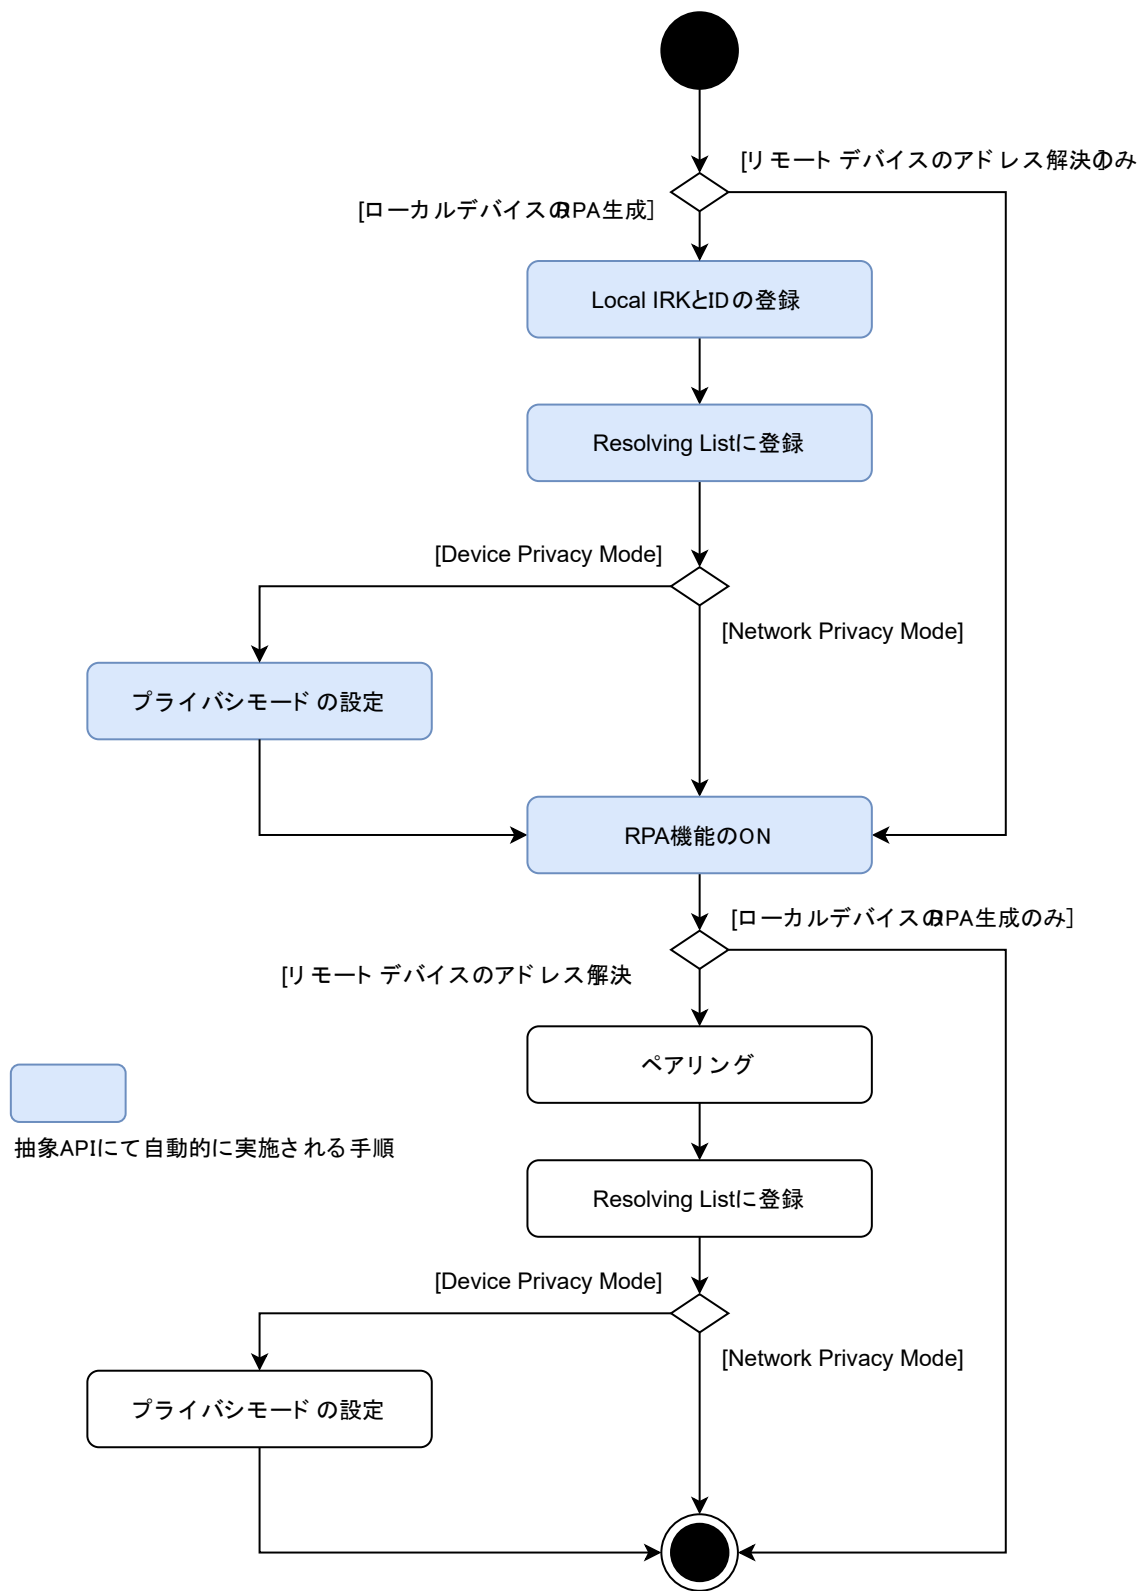 [リモートデバイスのアドレス解決のみ]
[ローカルデバイスのRPA生成]
Local IRKとIDの登録
Resolving Listに登録
[Device Privacy Mode]
[Network Privacy Mode]
プライバシモードの設定
RPA機能のON
[ローカルデバイスのRPA生成のみ]
[リモートデバイスのアドレス解決]
ペアリング
抽象APIにて自動的に実施される手順
Resolving Listに登録
[Device Privacy Mode]
[Network Privacy Mode]
プライバシモードの設定